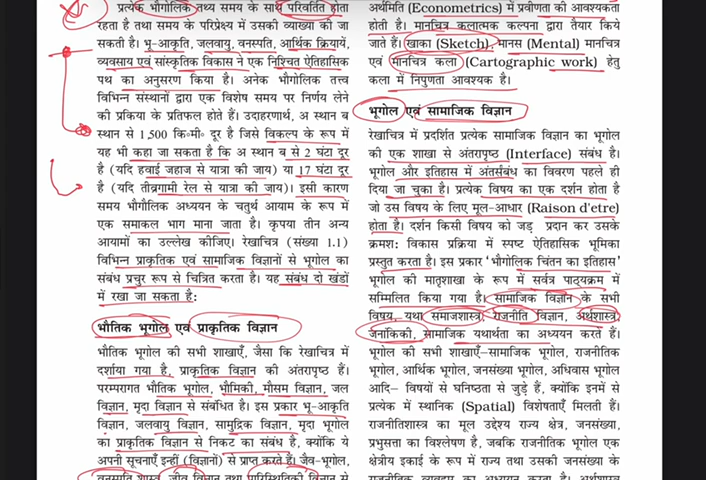 प्रत्येक भौगोलिक तथ्य समय के साथ परिवर्तित होता
रहता है तथा समय के परिप्रेक्ष्य में उसकी व्याख्या की जा
सकती है। भू-आकृति, जलवायु, वनस्पति, आर्थिक क्रियायें,
व्यवसाय एवं सांस्कृतिक विकास ने एक निश्चित ऐतिहासिक
पथ का अनुसरण किया है। अनेक भौगोलिक तत्त्व
विभिन्न संस्थानों द्वारा एक विशेष समय पर निर्णय लेने
की प्रकिया के प्रतिफल होते हैं। उदाहरणार्थ, अ स्थान ब
स्थान से 1,500 कि॰मी॰ दूर है जिसे विकल्प के रूप में
यह भी कहा जा सकता है कि अ स्थान ब से 2 घंटा दूर
है (यदि हवाई जहाज से यात्रा की जाय) या 17 घंटा दूर
है (यदि तीव्रगामी रेल से यात्रा की जाय)। इसी कारण
समय भौगौलिक अध्ययन के चतुर्थ आयाम के रूप में
एक समाकल भाग माना जाता है। कृपया तीन अन्य
आयामों का उल्लेख कीजिए। रेखाचित्र (संख्या 1.1)
विभिन्न प्राकृतिक एवं सामाजिक विज्ञानों से भूगोल का
संबंध प्रचुर रूप से चित्रित करता है। यह संबंध दो खंडों
में रखा जा सकता है:
भौतिक भूगोल एवं प्राकृतिक विज्ञान
भौतिक भूगोल की सभी शाखाएँ, जैसा कि रेखाचित्र में
दर्शाया गया है, प्राकृतिक विज्ञान की अंतरापृष्ठ हैं।
परम्परागत भौतिक भूगोल, भौमिकी, मौसम विज्ञान, जल
विज्ञान, मृदा विज्ञान से संबंधित है। इस प्रकार भू-आकृति
विज्ञान, जलवायु विज्ञान, सामुद्रिक विज्ञान, मृदा भूगोल
का प्राकृतिक विज्ञान से निकट का संबंध है, क्योंकि ये
अपनी सूचनाएँ इन्हीं (विज्ञानों) से प्राप्त करते हैं। जैव-भूगोल,
वनस्पति शास्त्र, जीव विज्ञान तथा पारिस्थितिकी विज्ञान से
अर्थमिति (Econometrics) में प्रवीणता की आवश्यकता
होती है। मानचित्र कलात्मक कल्पना द्वारा तैयार किये
जाते हैं। खाका (Sketch), मानस (Mental) मानचित्र
एवं मानचित्र कला (Cartographic work) हेतु
कला में निपुणता आवश्यक है।
भूगोल एवं सामाजिक विज्ञान
रेखाचित्र में प्रदर्शित प्रत्येक सामाजिक विज्ञान का भूगोल
की एक शाखा से अंतरापृष्ठ (Interface) संबंध है।
भूगोल और इतिहास में अंतर्संबंध का विवरण पहले ही
दिया जा चुका है। प्रत्येक विषय का एक दर्शन होता है
जो उस विषय के लिए मूल-आधार (Raison d'etre)
होता है। दर्शन किसी विषय को जड़ प्रदान कर उसके
क्रमश: विकास प्रक्रिया में स्पष्ट ऐतिहासिक भूमिका
प्रस्तुत करता है। इस प्रकार 'भौगोलिक चिंतन का इतिहास'
भूगोल की मातृशाखा के रूप में सर्वत्र पाठ्यक्रम में
सम्मिलित किया गया है। सामाजिक विज्ञान के सभी
विषय, यथा समाजशास्त्र, राजनीति विज्ञान, अर्थशास्त्र,
जनांकिकी, सामाजिक यथार्थता का अध्ययन करते हैं।
भूगोल की सभी शाखाएँ–सामाजिक भूगोल, राजनीतिक
भूगोल, आर्थिक भूगोल, जनसंख्या भूगोल, अधिवास भूगोल
आदि– विषयों से घनिष्ठता से जुड़े हैं, क्योंकि इनमें से
प्रत्येक में स्थानिक (Spatial) विशेषताएँ मिलती हैं।
राजनीतिशास्त्र का मूल उद्देश्य राज्य क्षेत्र, जनसंख्या,
प्रभुसत्ता का विश्लेषण है, जबकि राजनीतिक भूगोल एक
क्षेत्रीय इकाई के रूप में राज्य तथा उसकी जनसंख्या के
राजनीतिक व्यवहार का अध्ययन करता है। अर्थशास्त्र